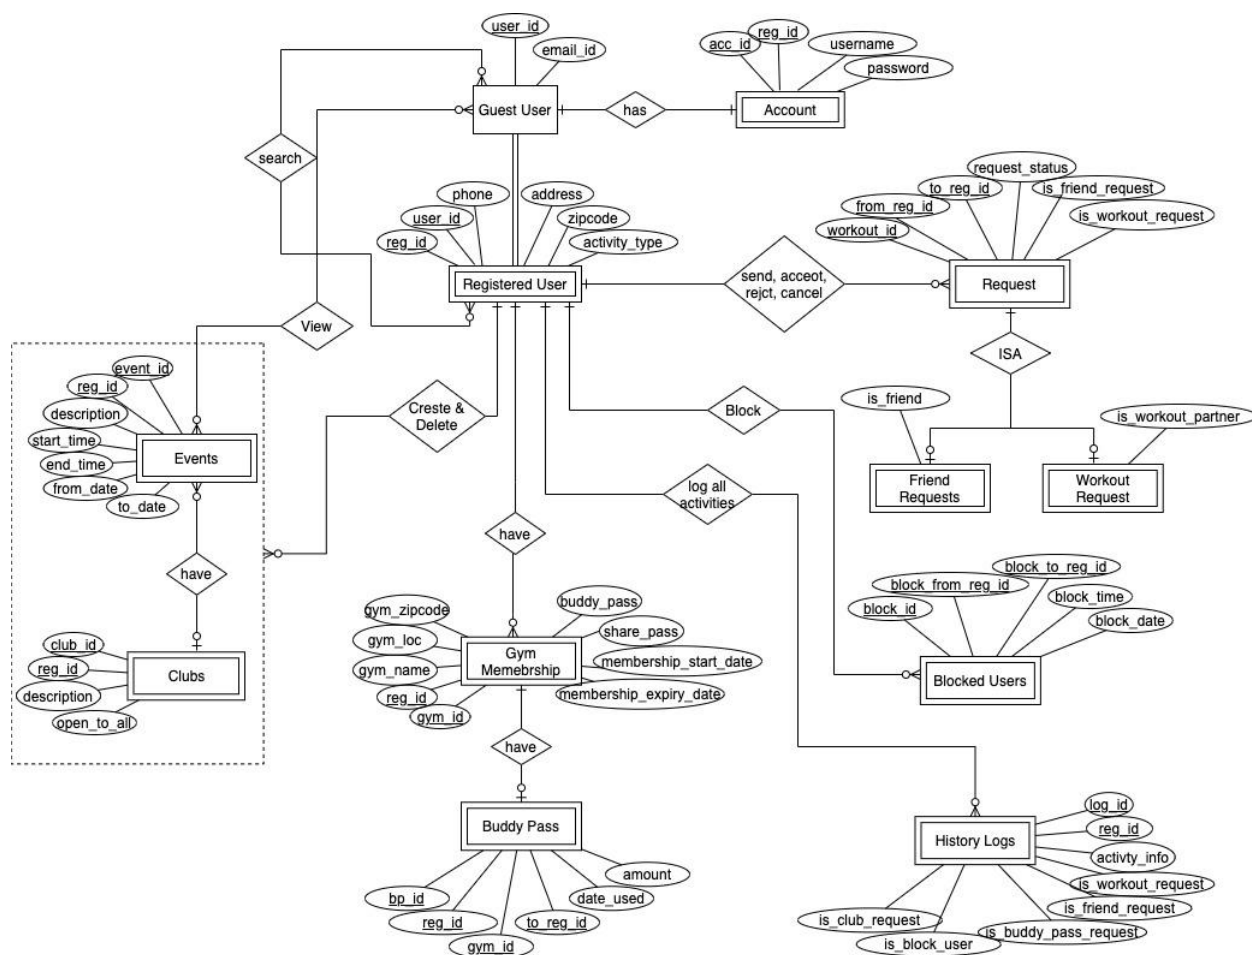 user_id
email_id
Guest User
has
acc_id
reg_id
username
password
Account
search
phone
user_id
reg_id
address
zipcode
activity_type
Registered User
View
send, acceot,
rejct, cancel
request_status
to_reg_id
is_friend_request
from_reg_id
is_workout_request
workout_id
Request
ISA
is_friend
is_workout_partner
Friend
Requests
Workout
Request
event_id
reg_id
description
start_time
end_time
from_date
to_date
Events
have
club_id
reg_id
description
open_to_all
Clubs
Creste &
Delete
Block
log all
activities
have
gym_zipcode
gym_loc
gym_name
reg_id
gym_id
buddy_pass
share_pass
membership_start_date
membership_expiry_date
Gym
Memebrship
have
Buddy Pass
bp_id
reg_id
gym_id
to_reg_id
date_used
amount
block_to_reg_id
block_from_reg_id
block_id
block_time
block_date
Blocked Users
History Logs
log_id
reg_id
activty_info
is_workout_request
is_friend_request
is_buddy_pass_request
is_club_request
is_block_user